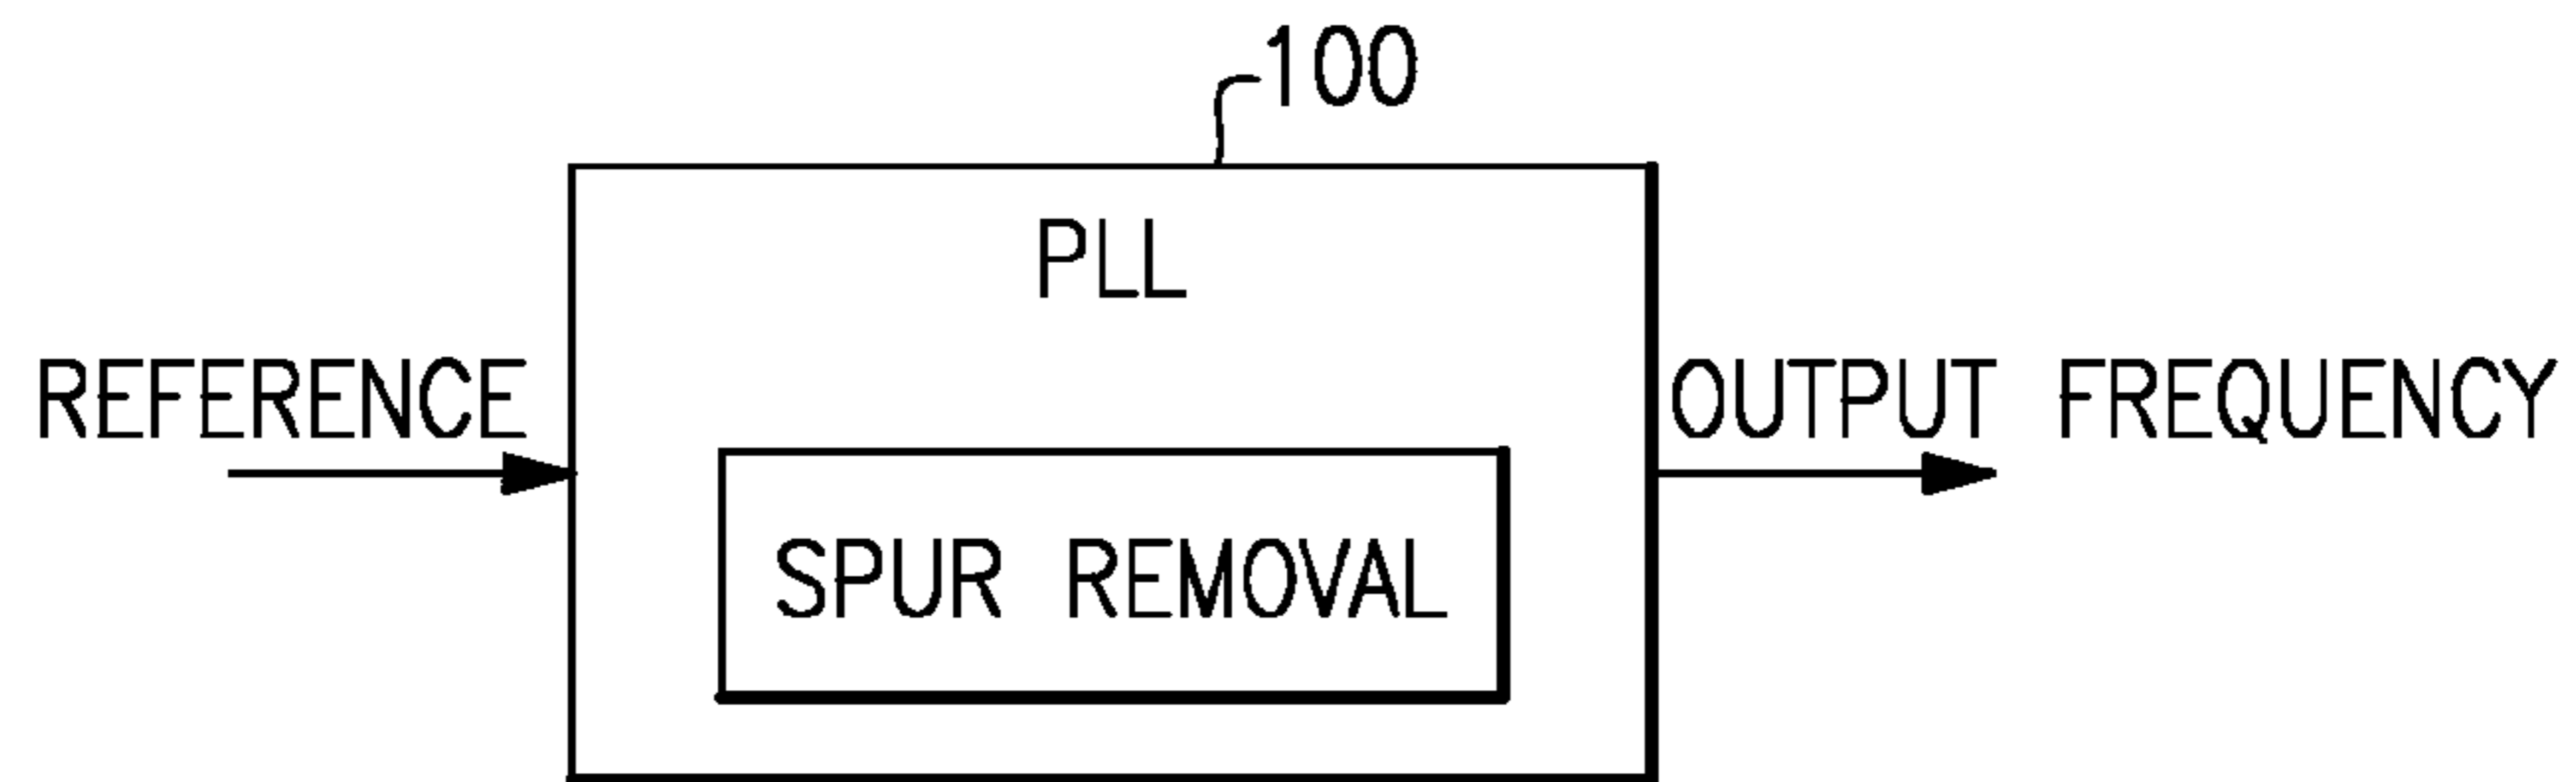 100
PLL
REFERENCE
OUTPUT FREQUENCY
SPUR REMOVAL